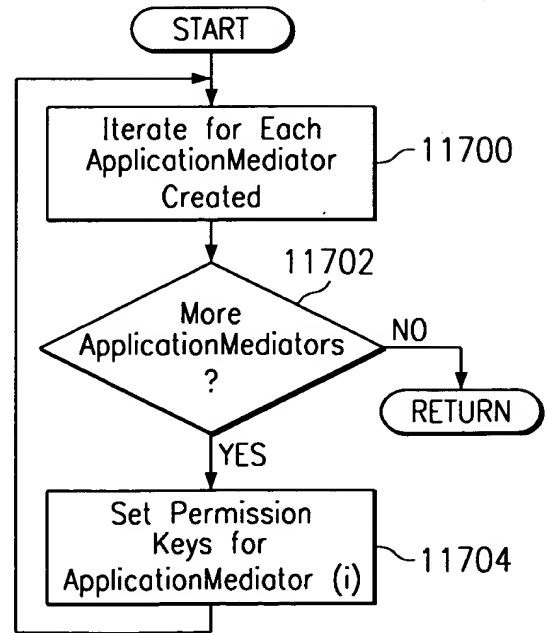 START
Iterate for Each
ApplicationMediator
Created
11700
11702
More
ApplicationMediators
?
NO
RETURN
YES
Set Permission
Keys for
ApplicationMediator (i)
11704